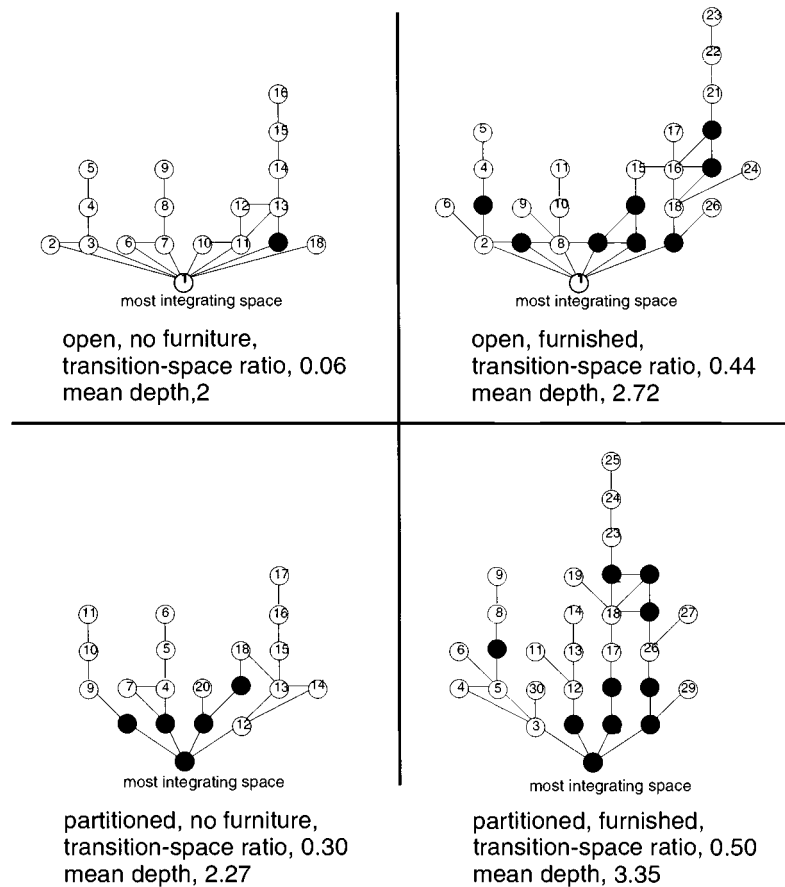 16
15
5 9 14
4 8 12 13
2 3 6 7 10 11 18
1
most integrating space
open, no furniture,
transition-space ratio, 0.06
mean depth,2
23
22
21
5 17
4 11 15 16 24
6 9 10 18 26
2 8
1
most integrating space
open, furnished,
transition-space ratio, 0.44
mean depth, 2.72
17
11 6 16
10 5 18 15
9 7 4 20 13 14
12
most integrating space
partitioned, no furniture,
transition-space ratio, 0.30
mean depth, 2.27
25
24
23
9 19
8 14 18 27
6 11 13 17 26
4 5 30 12 29
3
most integrating space
partitioned, furnished,
transition-space ratio, 0.50
mean depth, 3.35